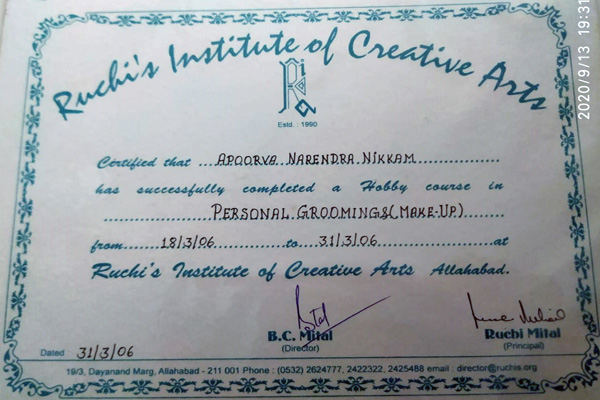 Ruchi's Institute of Creative Arts
Estd. : 1990
Certified that ...APOORVA NARENDRA NIKKAM...
has successfully completed a Hobby course in
...PERSONAL GROOMING&(MAKE-UP)...
from...18/3/06...to...31/3/06...at
Ruchi's Institute of Creative Arts Allahabad.
B.C. Mital
(Director)
Ruchi Mital
(Principal)
Dated 31/3/06
19/3, Dayanand Marg, Allahabad - 211 001 Phone : (0532) 2624777, 2422322, 2425488 email : director@ruchis.org
2020/9/13 19:31